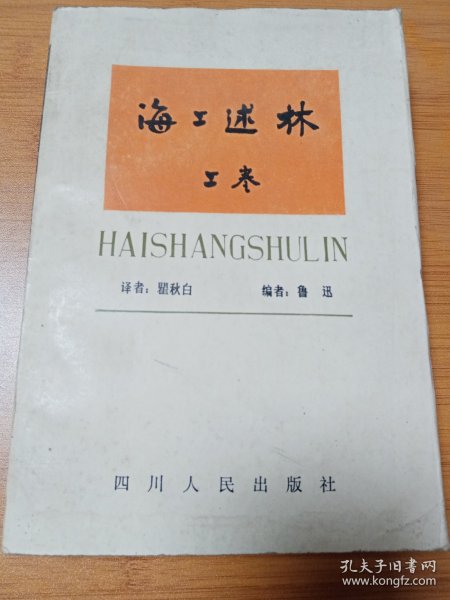 海上述林
上卷
HAISHANGSHULIN
译者：瞿秋白 编者：鲁迅
四川人民出版社
孔夫子旧书网
www.kongfz.com